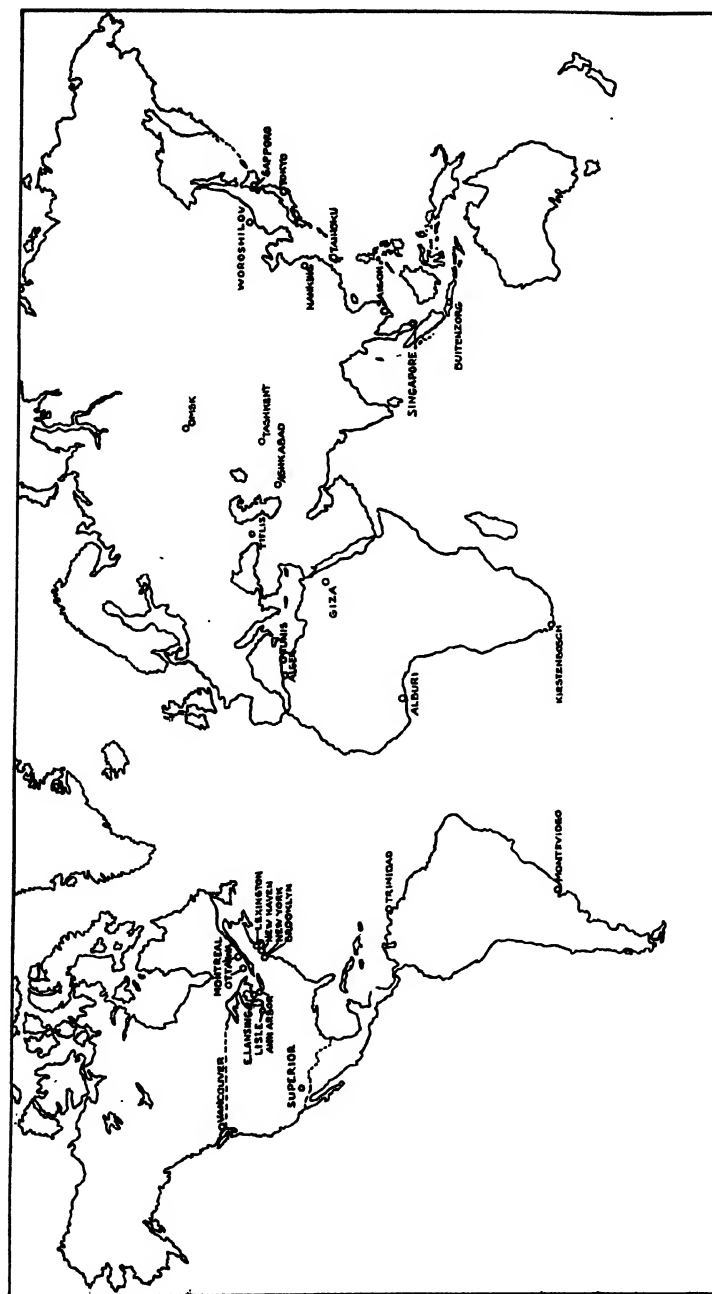 VANCOUVER
SUPERIOR
E.LANSING
LISLE
ANN ARBOR
MONTREAL
OTTAWA
LEXINGTON
NEW HAVEN
NEW YORK
BROOKLYN
TRINIDAD
MONTEVIDEO
ALBURI
KIRSTENBOSCH
TUNIS
ALGER
GIZA
TIFLIS
ASHKABAD
TASHKENT
OMSK
SINGAPORE
BUITENZORG
SAIGON
NANKING
TAIHOKU
WOROSHILOV
TOKYO
SAPPORO